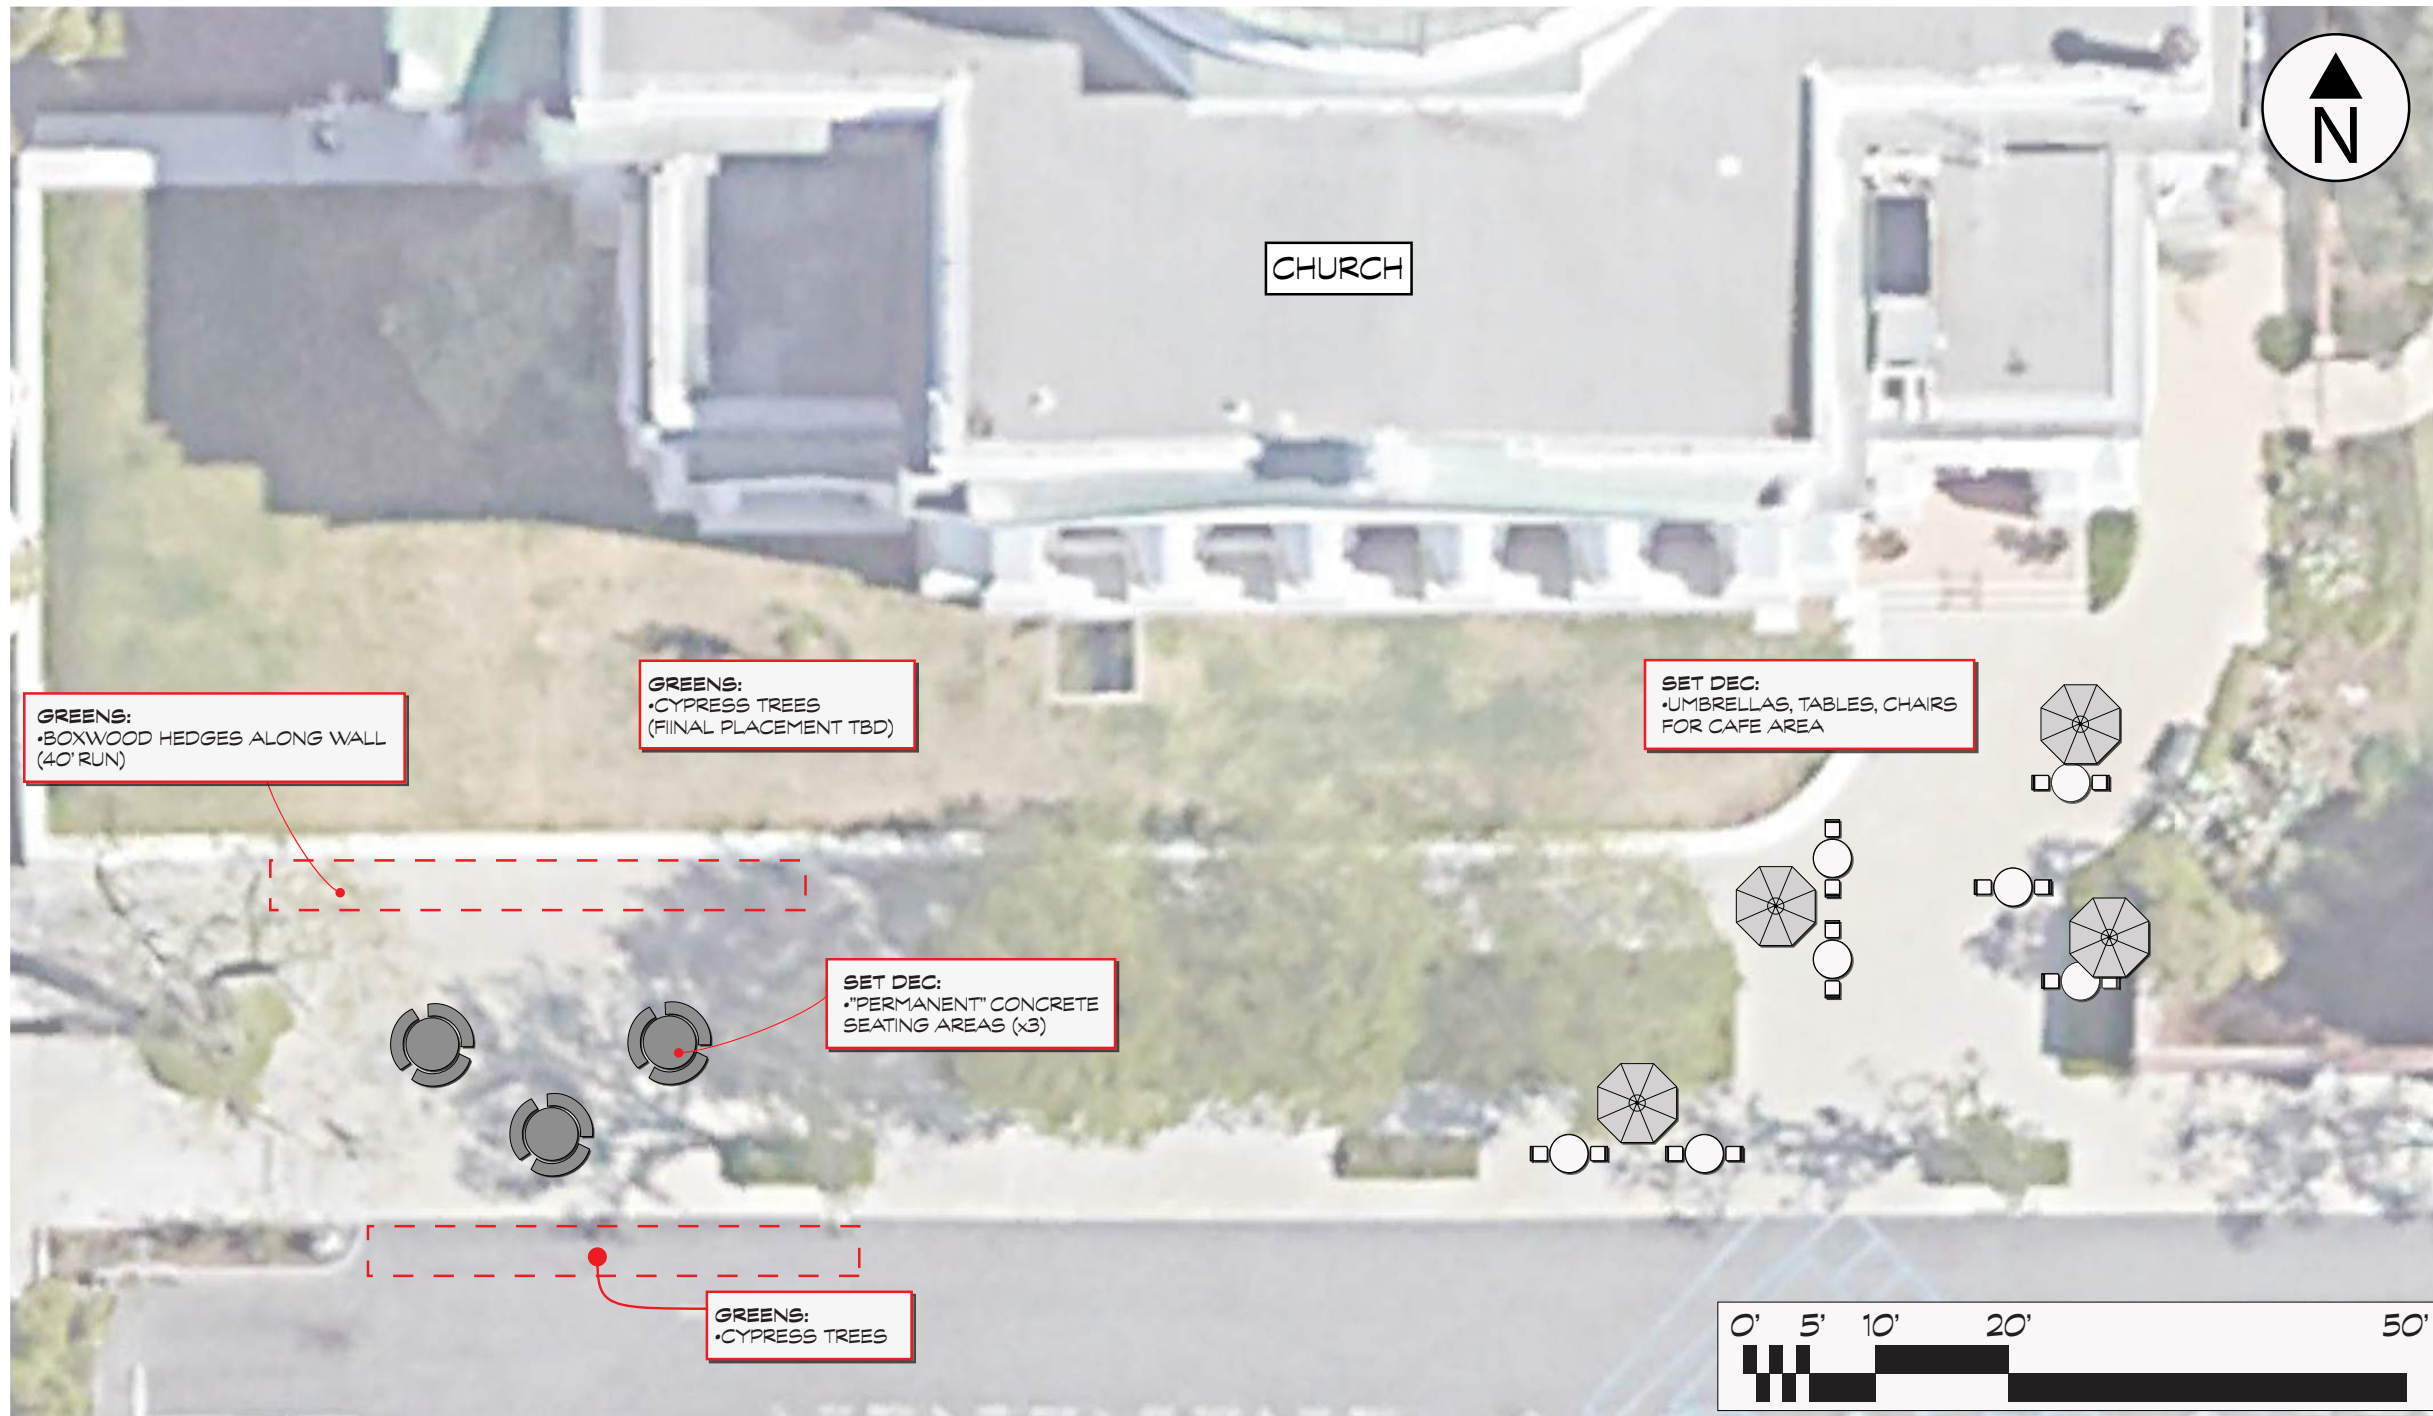 N
CHURCH
GREENS:
•CYPRESS TREES
(FIINAL PLACEMENT TBD)
SET DEC:
•UMBRELLAS, TABLES, CHAIRS
FOR CAFE AREA
GREENS:
•BOXWOOD HEDGES ALONG WALL
(40' RUN)
SET DEC:
•"PERMANENT" CONCRETE
SEATING AREAS (x3)
GREENS:
•CYPRESS TREES
0' 5' 10' 20' 50'